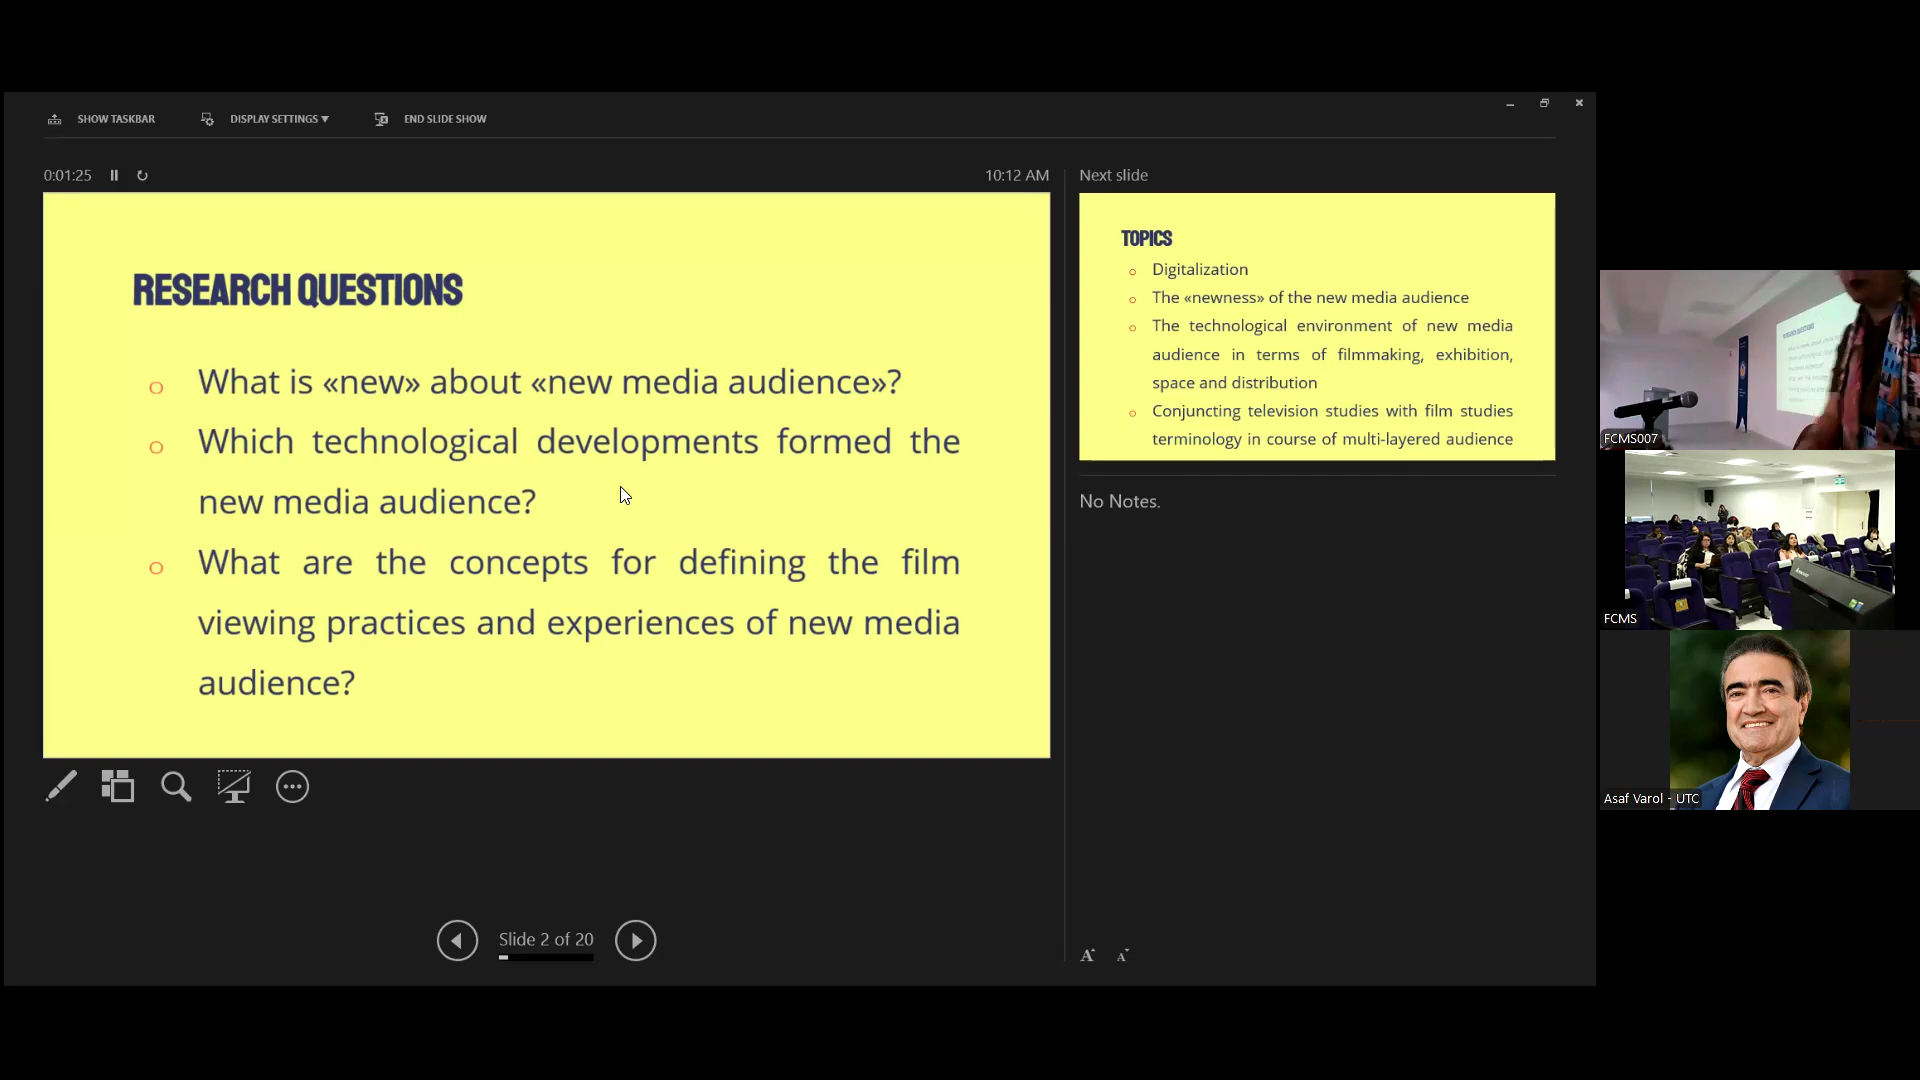 SHOW TASKBAR
DISPLAY SETTINGS ▼
END SLIDE SHOW
0:01:25
10:12 AM
RESEARCH QUESTIONS
o What is «new» about «new media audience»?
o Which technological developments formed the
new media audience?
o What are the concepts for defining the film
viewing practices and experiences of new media
audience?
Slide 2 of 20
Next slide
TOPICS
o Digitalization
o The «newness» of the new media audience
o The technological environment of new media
audience in terms of filmmaking, exhibition,
space and distribution
o Conjuncting television studies with film studies
terminology in course of multi-layered audience
No Notes.
A A
RESEARCH QUESTIONS
FCMS007
FCMS
Asaf Varol - UTC